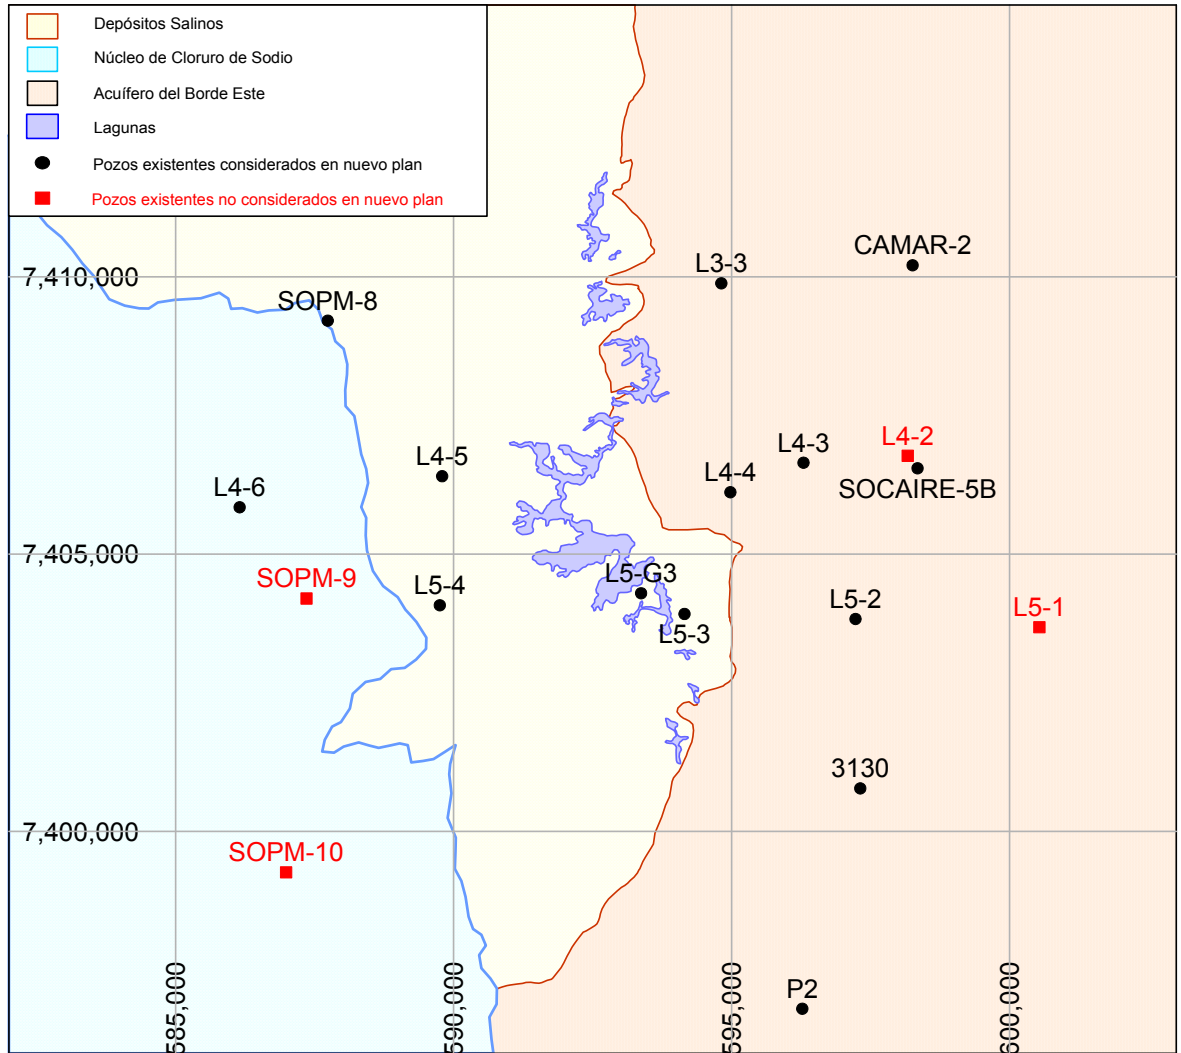 Depósitos Salinos
Núcleo de Cloruro de Sodio
Acuífero del Borde Este
Lagunas
Pozos existentes considerados en nuevo plan
Pozos existentes no considerados en nuevo plan
CAMAR-2
L3-3
7,410,000
SOPM-8
L4-2
L4-3
L4-5
L4-4
L4-6
SOCAIRE-5B
7,405,000
SOPM-9
L5-G3
L5-4
L5-2
L5-1
L5-3
3130
7,400,000
SOPM-10
P2
585,000
590,000
595,000
600,000